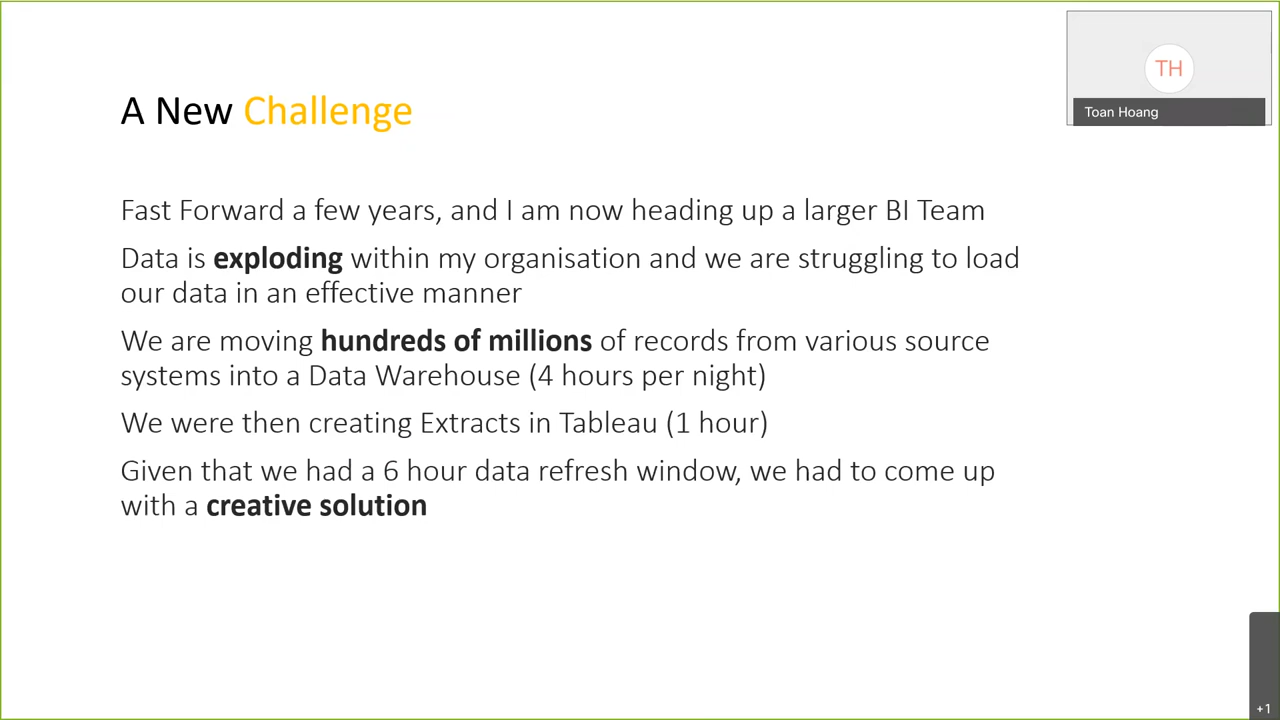 TH
Toan Hoang
A New Challenge
Fast Forward a few years, and I am now heading up a larger BI Team
Data is exploding within my organisation and we are struggling to load
our data in an effective manner
We are moving hundreds of millions of records from various source
systems into a Data Warehouse (4 hours per night)
We were then creating Extracts in Tableau (1 hour)
Given that we had a 6 hour data refresh window, we had to come up
with a creative solution
+1